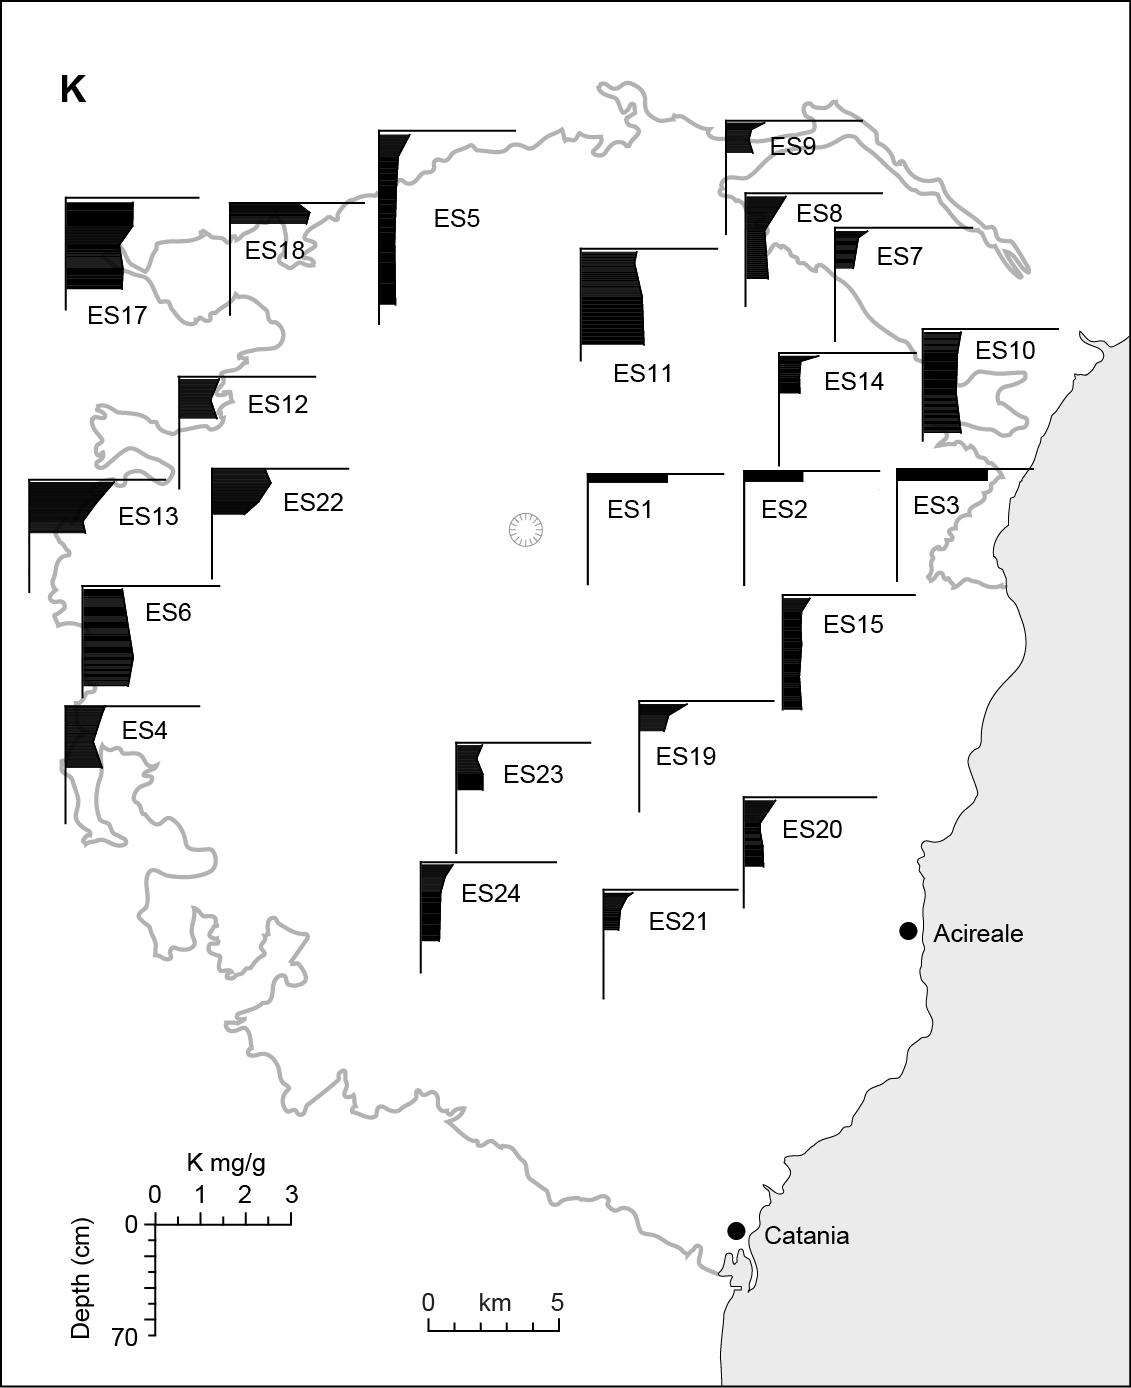 K
ES9
ES8
ES5
ES18
ES7
ES17
ES10
ES11
ES14
ES12
ES22
ES13
ES1
ES2
ES3
ES6
ES15
ES4
ES19
ES23
ES20
ES24
ES21
Acireale
K mg/g
0 1 2 3
0
Depth (cm)
70
Catania
0 km 5